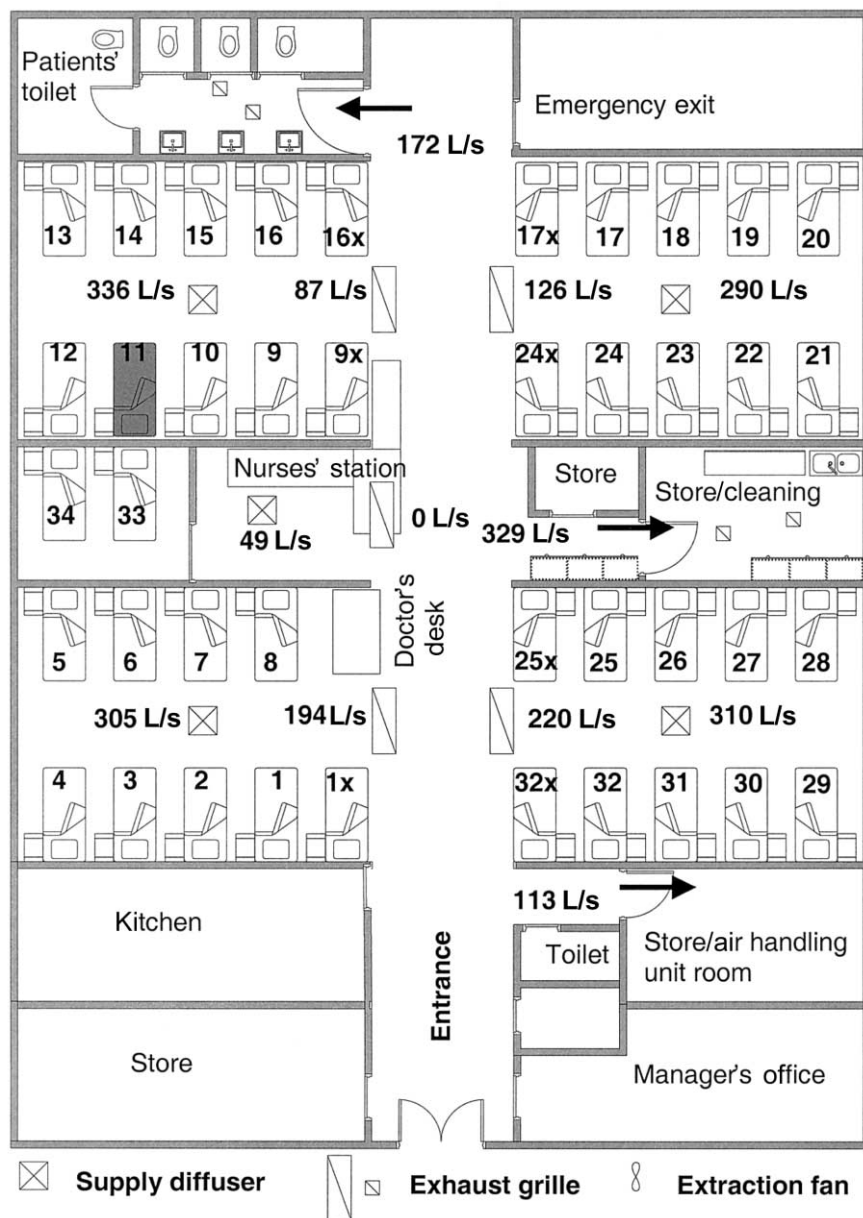 Patients'
toilet
Emergency exit
172 L/s
13 14 15 16 16x 17x 17 18 19 20
336 L/s 87 L/s 126 L/s 290 L/s
12 11 10 9 9x 24x 24 23 22 21
Nurses' station
Store
Store/cleaning
34 33
49 L/s 0 L/s 329 L/s
Doctor's
desk
5 6 7 8 25x 25 26 27 28
305 L/s 194 L/s 220 L/s 310 L/s
4 3 2 1 1x 32x 32 31 30 29
113 L/s
Kitchen
Toilet
Store/air handling
unit room
Entrance
Store
Manager's office
Supply diffuser Exhaust grille Extraction fan